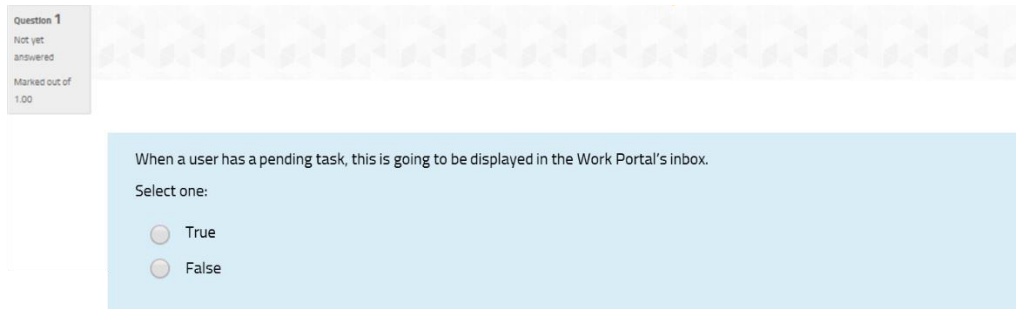 Question 1
Not yet
answered
Marked out of
1.00
When a user has a pending task, this is going to be displayed in the Work Portal's inbox.
Select one:
True
False